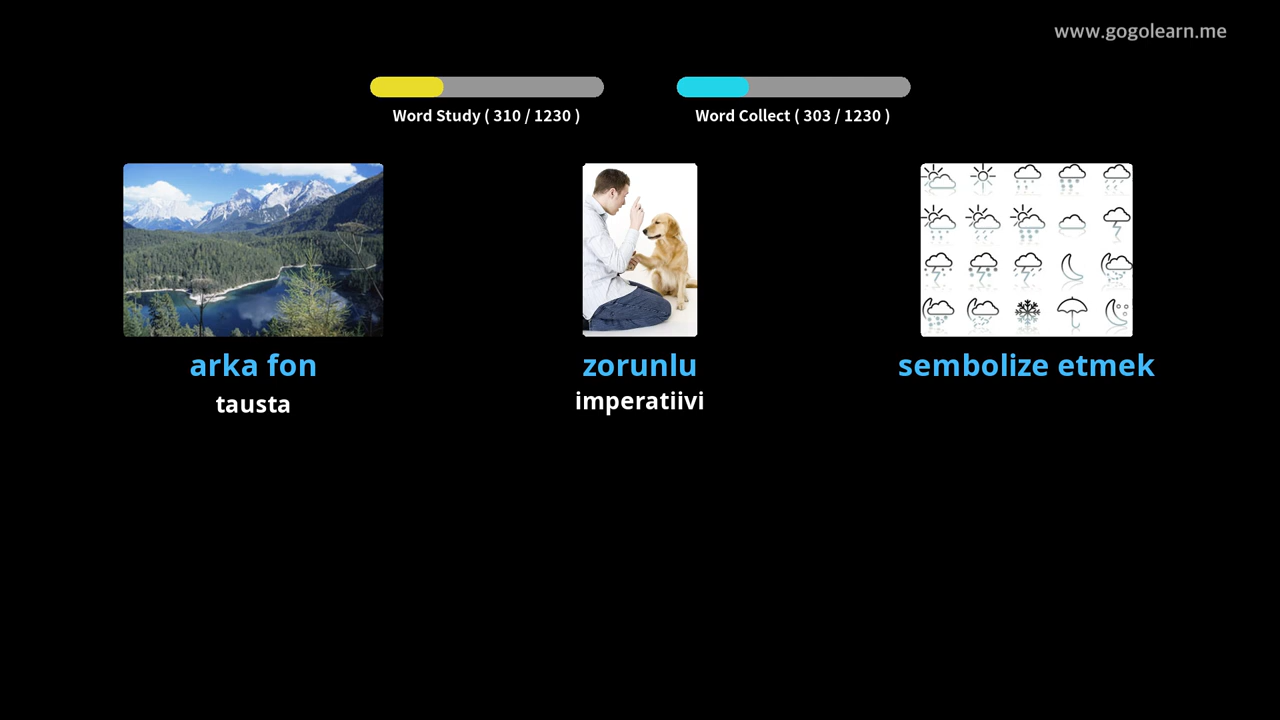 www.gogolearn.me
Word Study ( 310 / 1230 )
Word Collect ( 303 / 1230 )
arka fon
tausta
zorunlu
imperatiivi
sembolize etmek